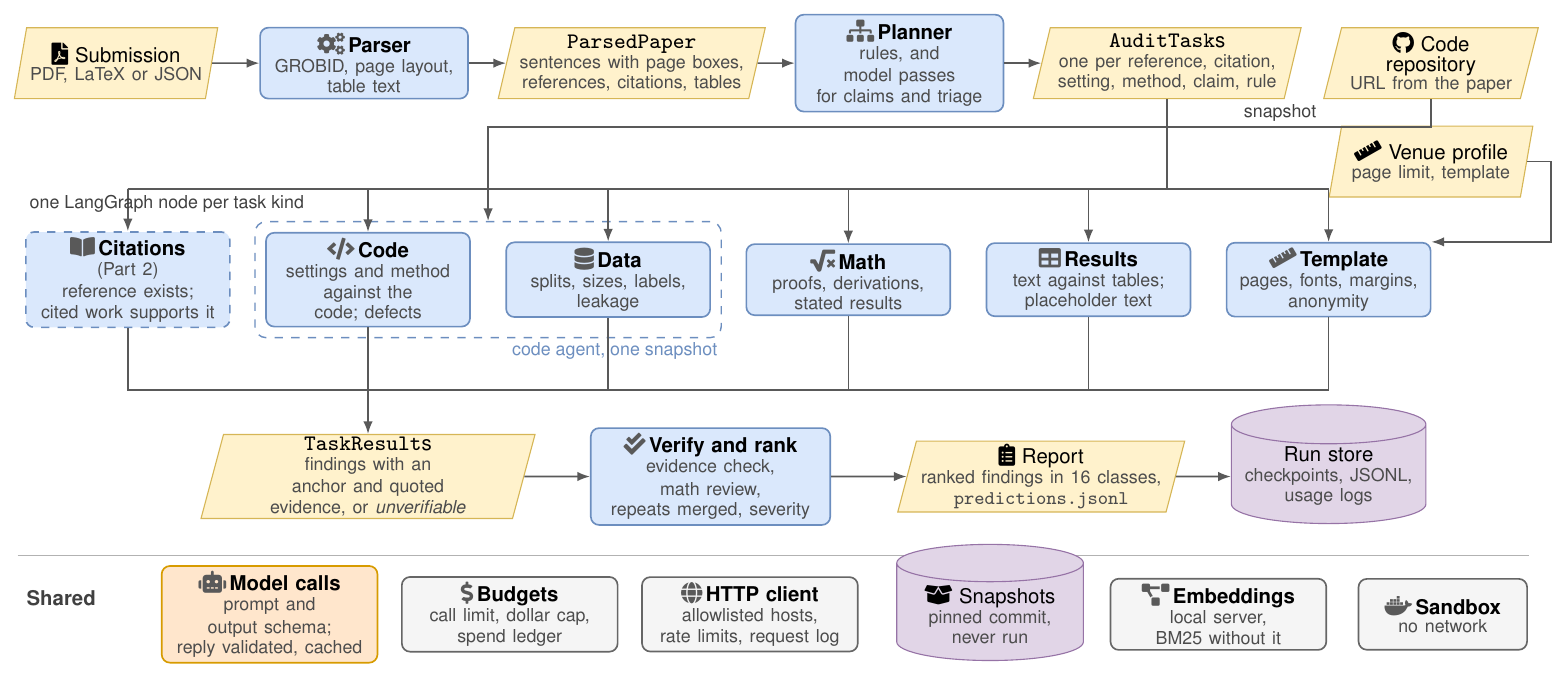 Submission
PDF, LaTeX or JSON
Parser
GROBID, page layout,
table text
ParsedPaper
sentences with page boxes,
references, citations, tables
Planner
rules, and
model passes
for claims and triage
AuditTasks
one per reference, citation,
setting, method, claim, rule
Code
repository
URL from the paper
snapshot
Venue profile
page limit, template
one LangGraph node per task kind
Citations
(Part 2)
reference exists;
cited work supports it
Code
settings and method
against the
code; defects
Data
splits, sizes, labels,
leakage
code agent, one snapshot
Math
proofs, derivations,
stated results
Results
text against tables;
placeholder text
Template
pages, fonts, margins,
anonymity
TaskResults
findings with an
anchor and quoted
evidence, or unverifiable
Verify and rank
evidence check,
math review,
repeats merged, severity
Report
ranked findings in 16 classes,
predictions.jsonl
Run store
checkpoints, JSONL,
usage logs
Shared
Model calls
prompt and
output schema;
reply validated, cached
Budgets
call limit, dollar cap,
spend ledger
HTTP client
allowlisted hosts,
rate limits, request log
Snapshots
pinned commit,
never run
Embeddings
local server,
BM25 without it
Sandbox
no network